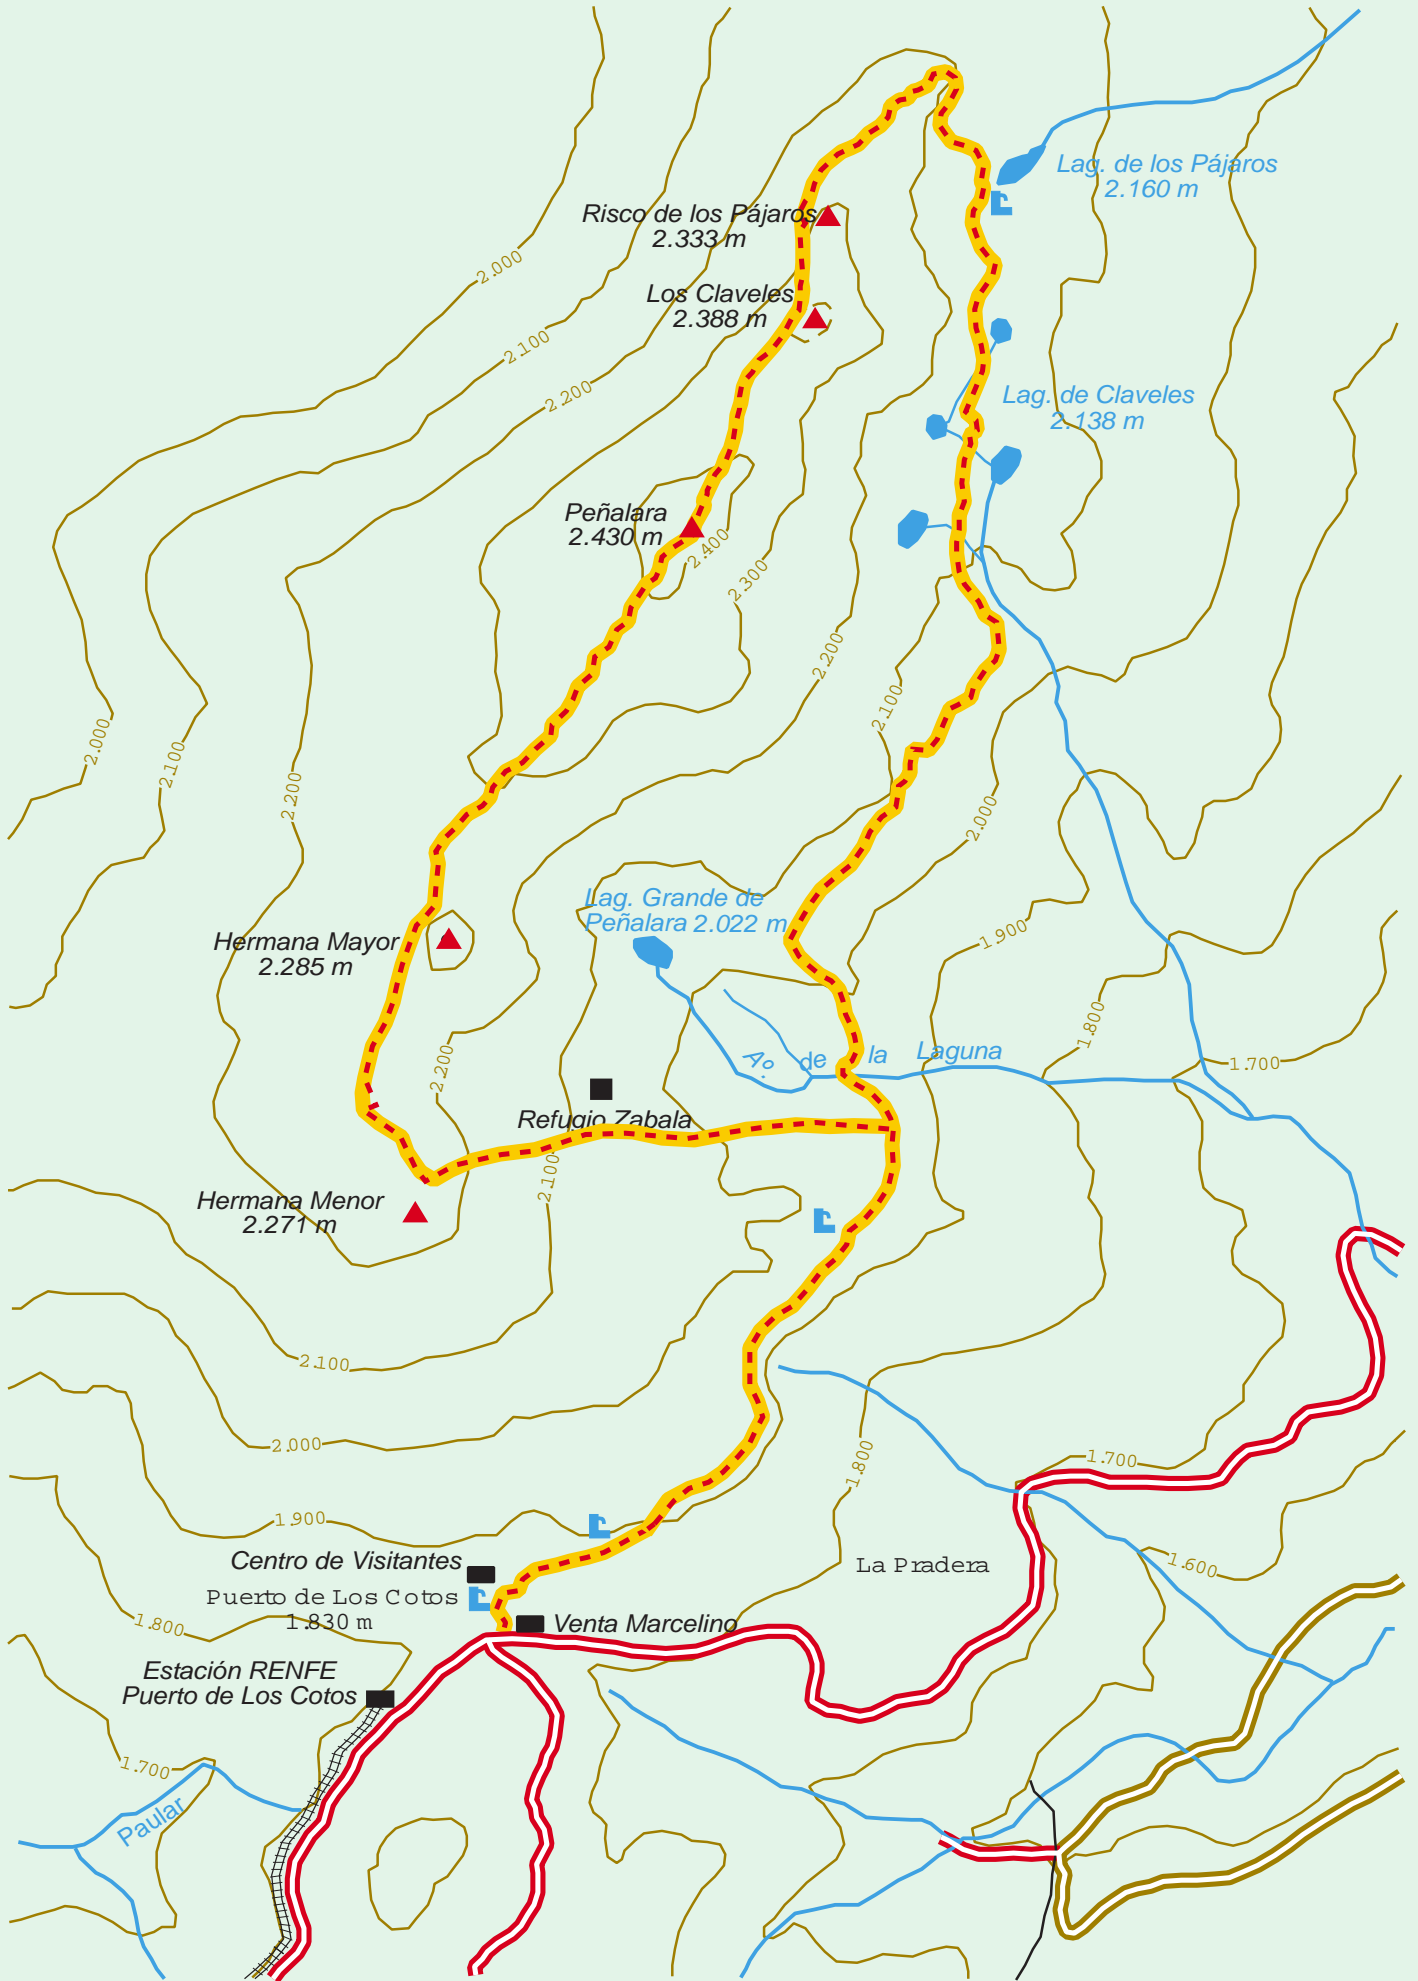 Lag. de los Pájaros
2.160 m
Risco de los Pájaros
2.333 m
2.000
Los Claveles
2.388 m
2.100
2.200
Lag. de Claveles
2.138 m
Peñalara
2.430 m
2.400
2.300
2.200
2.100
2.000
2.100
2.200
2.000
Lag. Grande de
Peñalara 2.022 m
1.900
Hermana Mayor
2.285 m
1.800
Aº. de la Laguna
1.700
2.200
Refugio Zabala
2.100
Hermana Menor
2.271 m
2.100
2.000
1.800
1.700
1.900
Centro de Visitantes
La Pradera
1.600
Puerto de Los Cotos
1.830 m
1.800
Venta Marcelino
Estación RENFE
Puerto de Los Cotos
1.700
Paular